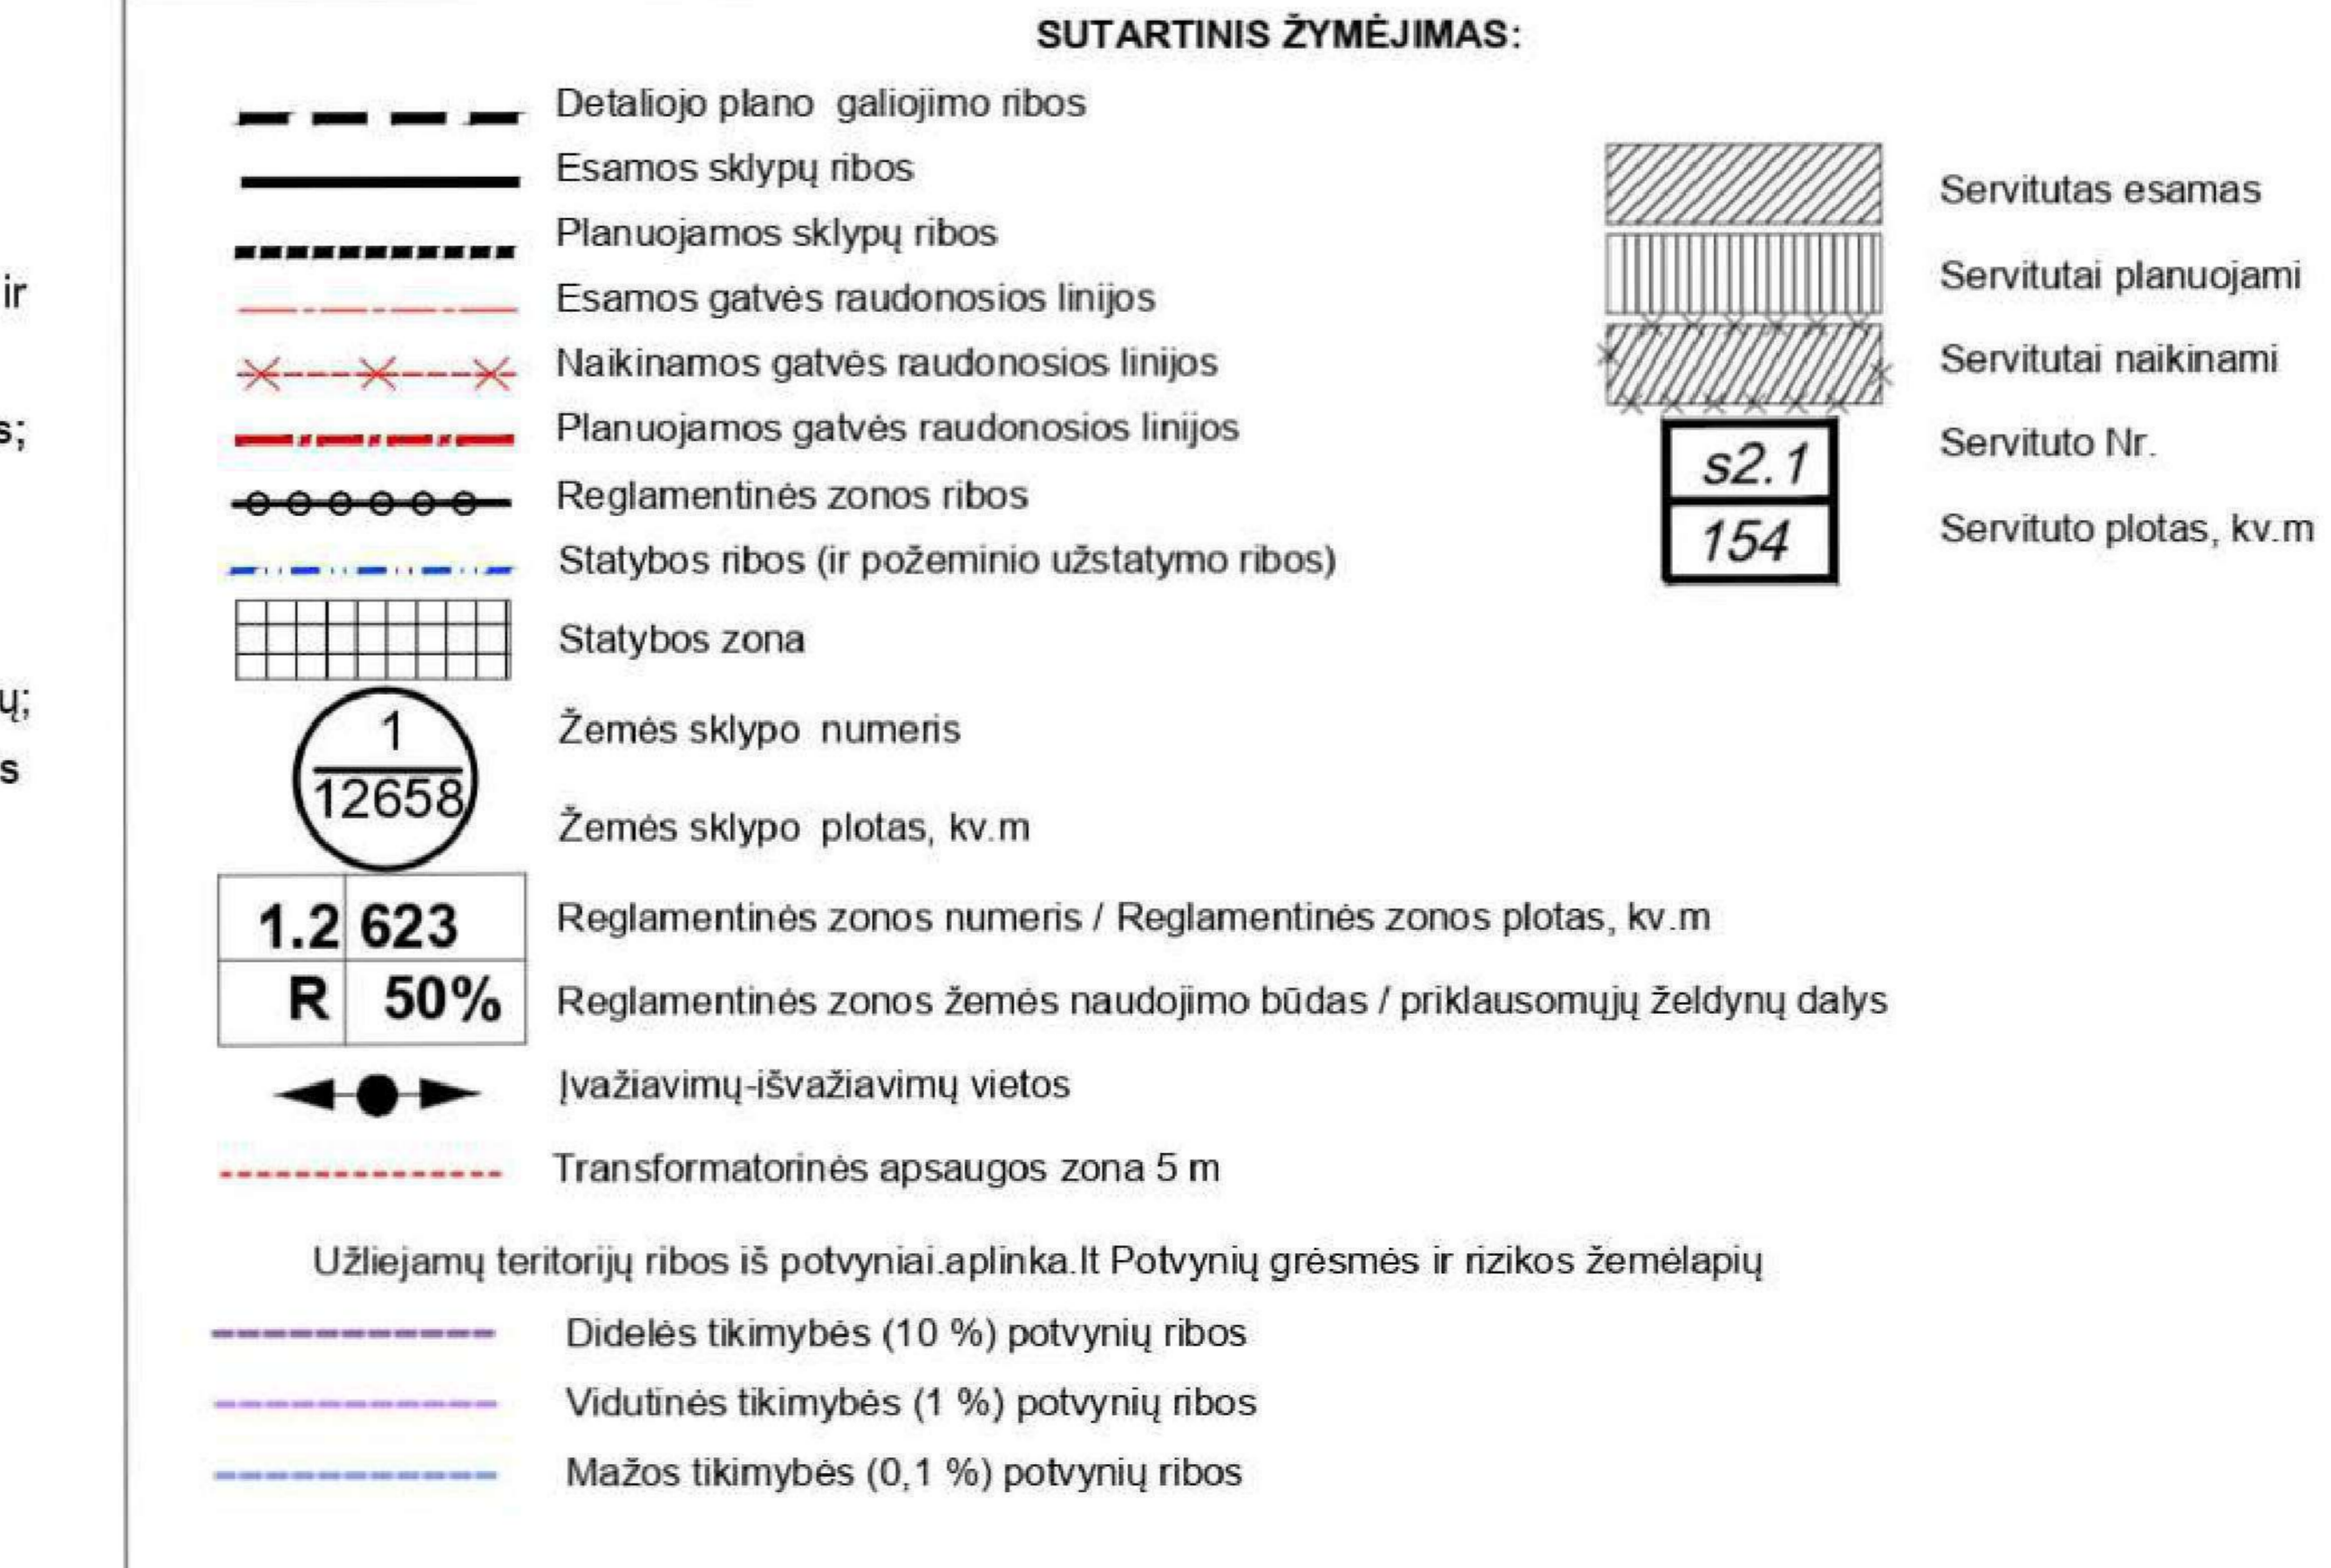 SUTARTINIS ŽYMĖJIMAS:
Detaliojo plano galiojimo ribos
Esamos sklypų ribos
Planuojamos sklypų ribos
Esamos gatvės raudonosios linijos
Naikinamos gatvės raudonosios linijos
Planuojamos gatvės raudonosios linijos
Reglamentinės zonos ribos
Statybos ribos (ir požeminio užstatymo ribos)
Statybos zona
1
Žemės sklypo numeris
12658
Žemės sklypo plotas, kv.m
1.2 623
Reglamentinės zonos numeris / Reglamentinės zonos plotas, kv.m
R 50%
Reglamentinės zonos žemės naudojimo būdas / priklausomųjų želdynų dalys
Įvažiavimų-išvažiavimų vietos
Transformatorinės apsaugos zona 5 m
Užliejamų teritorijų ribos iš potvyniai.aplinka.lt Potvynių grėsmės ir rizikos žemėlapių
Didelės tikimybės (10 %) potvynių ribos
Vidutinės tikimybės (1 %) potvynių ribos
Mažos tikimybės (0,1 %) potvynių ribos
Servitutas esamas
Servitutai planuojami
Servitutai naikinami
s2.1
Servituto Nr.
154
Servituto plotas, kv.m
ir
s;
ų;
s